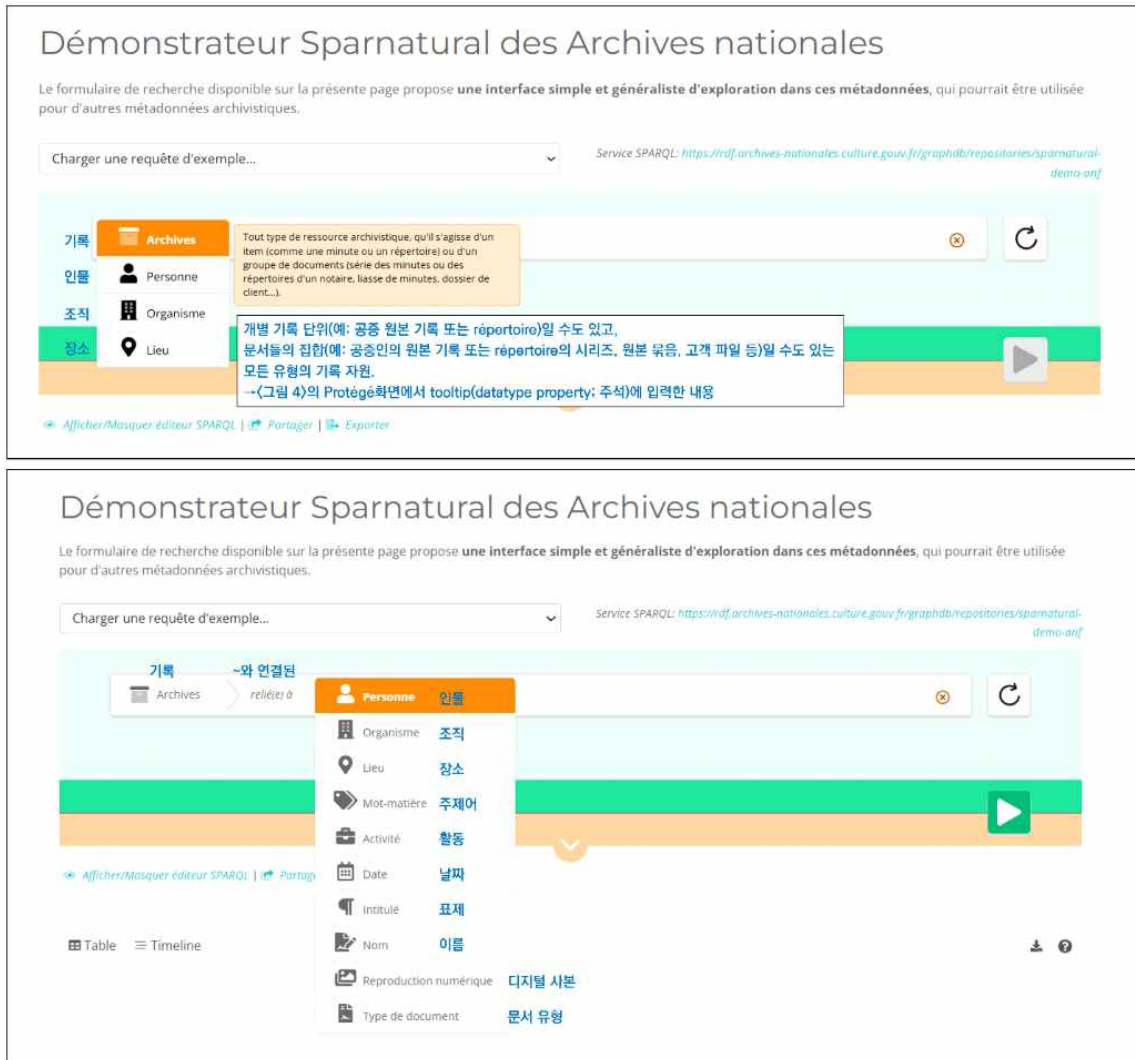 Démonstrateur Sparnatural des Archives nationales
Le formulaire de recherche disponible sur la présente page propose une interface simple et généraliste d'exploration dans ces métadonnées, qui pourrait être utilisée
pour d'autres métadonnées archivistiques.
Charger une requête d'exemple...
Service SPARQL: https://rdf.archives-nationales.culture.gouv.fr/graphdb/repositories/sparnatural-
demo-anf
기록 Archives
Tout type de ressource archivistique, qu'il s'agisse d'un
item (comme une minute ou un répertoire) ou d'un
groupe de documents (série des minutes ou des
répertoires d'un notaire, liasse de minutes, dossier de
client...).
인물 Personne
조직 Organisme
장소 Lieu
개별 기록 단위(예: 공증 원본 기록 또는 répertoire)일 수도 있고,
문서들의 집합(예: 공증인의 원본 기록 또는 répertoire의 시리즈, 원본 묶음, 고객 파일 등)일 수도 있는
모든 유형의 기록 자원.
→〈그림 4〉의 Protégé화면에서 tooltip(datatype property; 주석)에 입력한 내용
Afficher/Masquer éditeur SPARQL | Partager | Exporter
Démonstrateur Sparnatural des Archives nationales
Le formulaire de recherche disponible sur la présente page propose une interface simple et généraliste d'exploration dans ces métadonnées, qui pourrait être utilisée
pour d'autres métadonnées archivistiques.
Charger une requête d'exemple...
Service SPARQL: https://rdf.archives-nationales.culture.gouv.fr/graphdb/repositories/sparnatural-
demo-anf
기록 ~와 연결된
Archives relié(e) à
Personne 인물
Organisme 조직
Lieu 장소
Mot-matière 주제어
Activité 활동
Afficher/Masquer éditeur SPARQL | Partag
Date 날짜
Intitulé 표제
Table Timeline
Nom 이름
Reproduction numérique 디지털 사본
Type de document 문서 유형